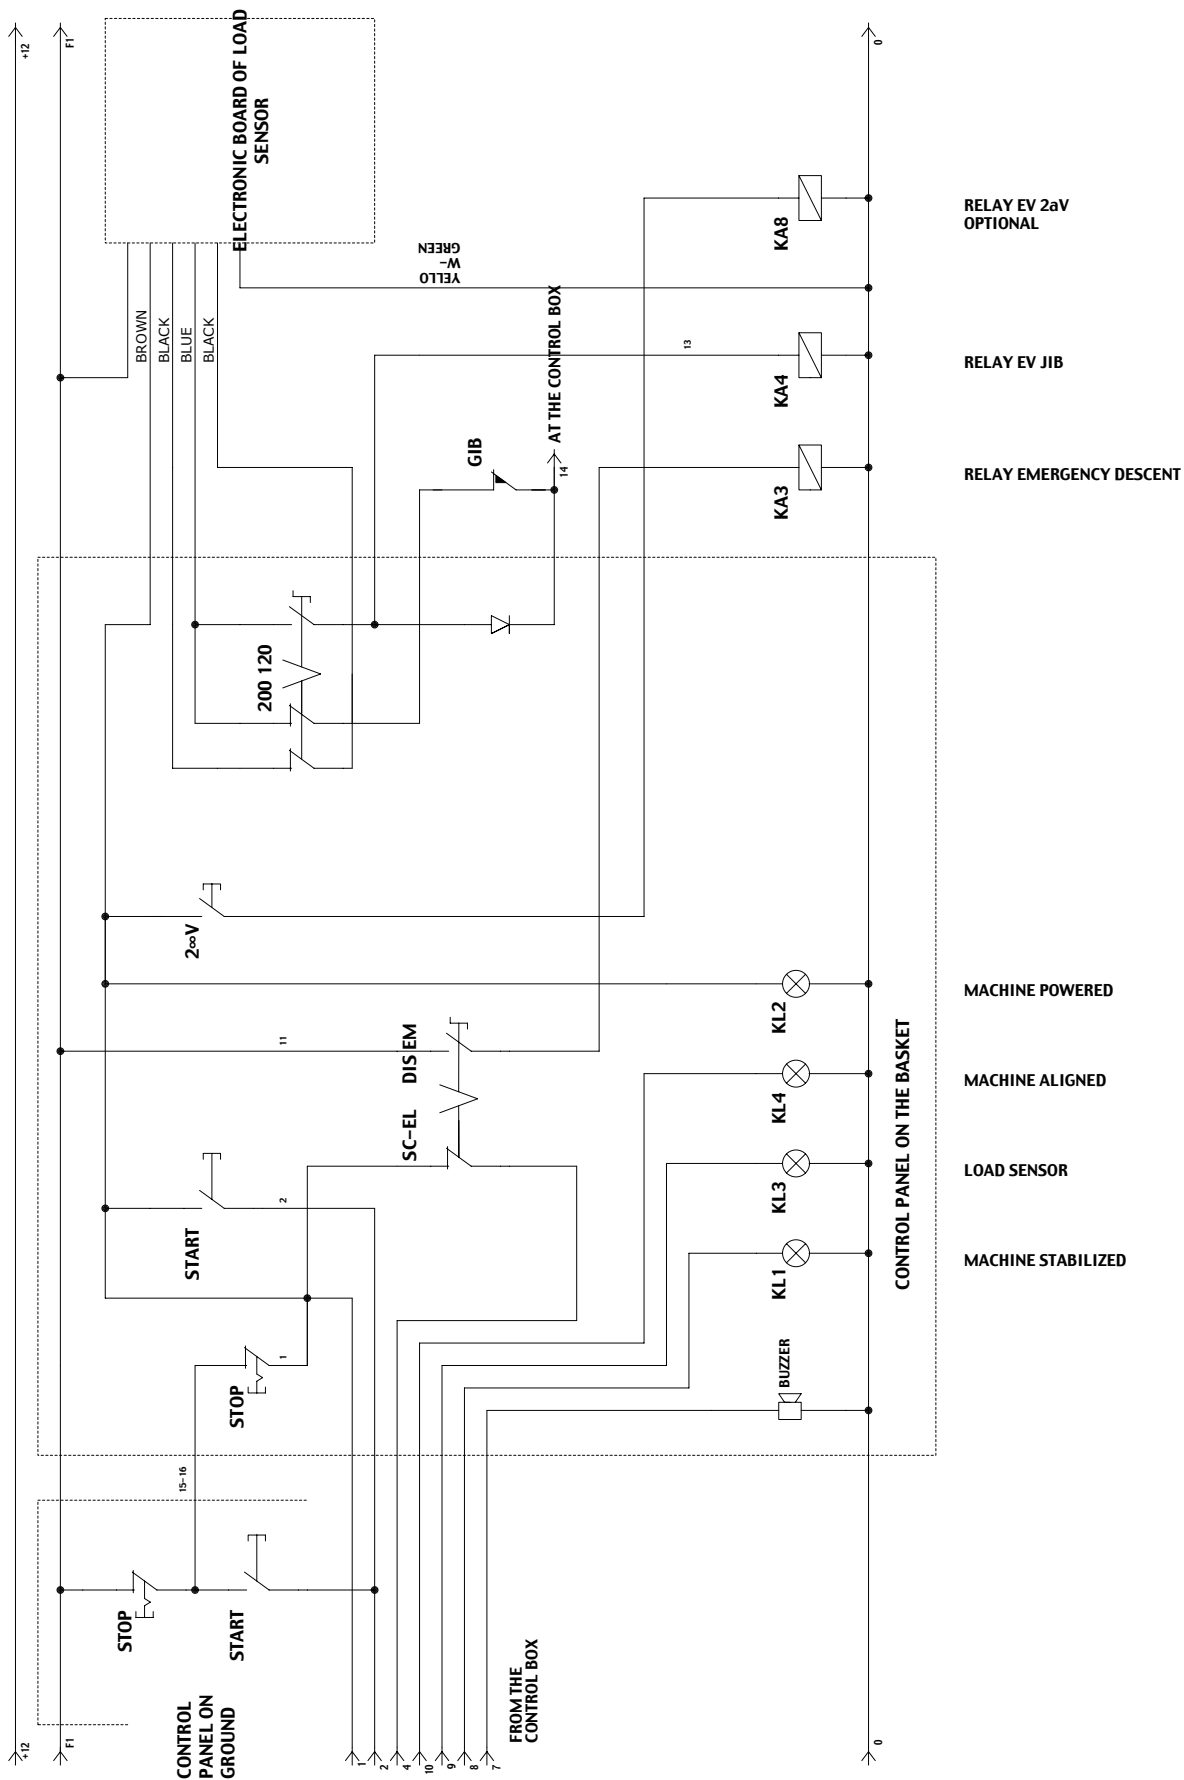 +12
F1
ELECTRONIC BOARD OF LOAD
SENSOR
0
BROWN
BLACK
BLUE
BLACK
YELLO
W-
GREEN
KA8
RELAY EV 2aV
OPTIONAL
AT THE CONTROL BOX
13
KA4
RELAY EV JIB
GIB
14
KA3
RELAY EMERGENCY DESCENT
200 120
2∞V
KL2
MACHINE POWERED
11
DIS EM
SC-EL
KL4
MACHINE ALIGNED
CONTROL PANEL ON THE BASKET
2
START
KL3
LOAD SENSOR
KL1
MACHINE STABILIZED
1
STOP
BUZZER
15-16
STOP
START
CONTROL
PANEL ON
GROUND
FROM THE
CONTROL BOX
+12
F1
1
2
4
10
9
8
7
0